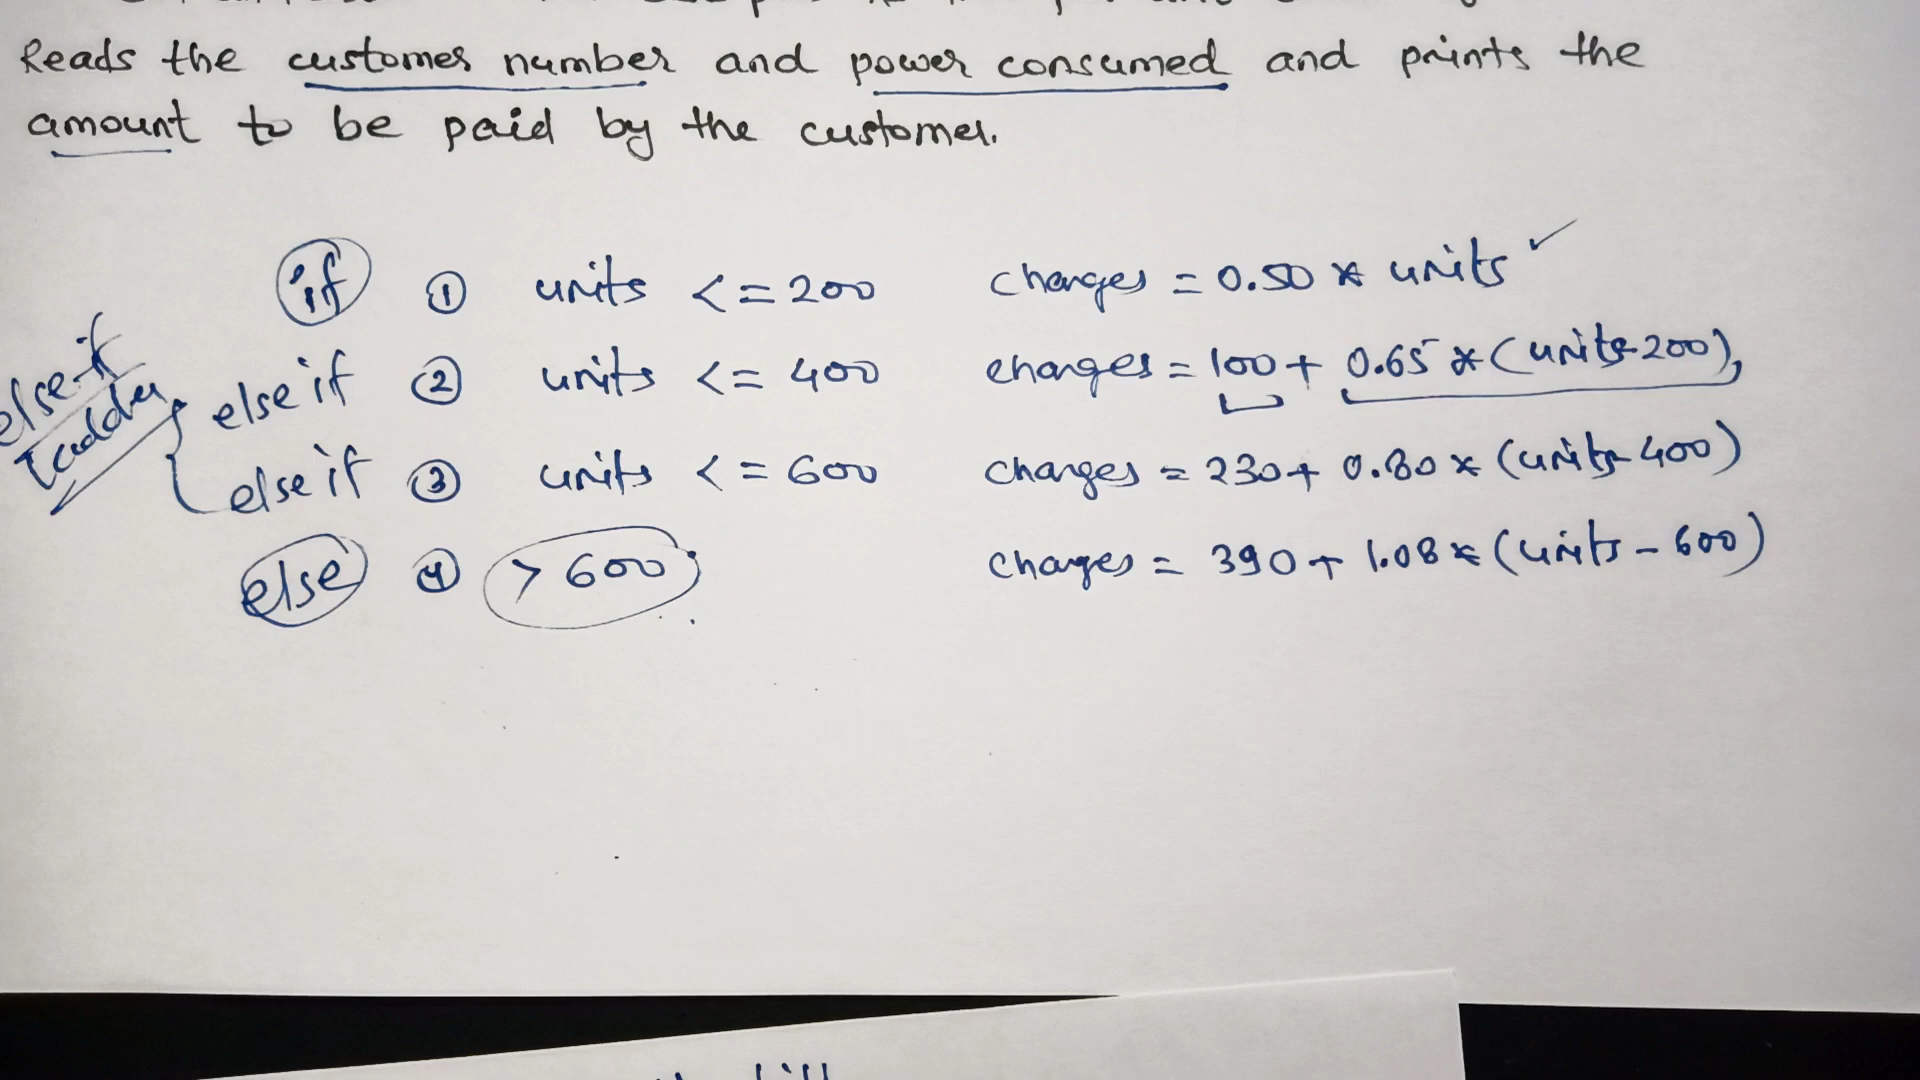 Reads the customer number and power consumed and prints the
amount to be paid by the customer.
if ① units <= 200 charges = 0.50 * units ✓
else if ② units <= 400 charges = 100 + 0.65 * (units-200),
else if ③ units <= 600 charges = 230 + 0.80 * (units-400)
else ④ > 600 charges = 390 + 1.08 * (units - 600)
else-if
ladder